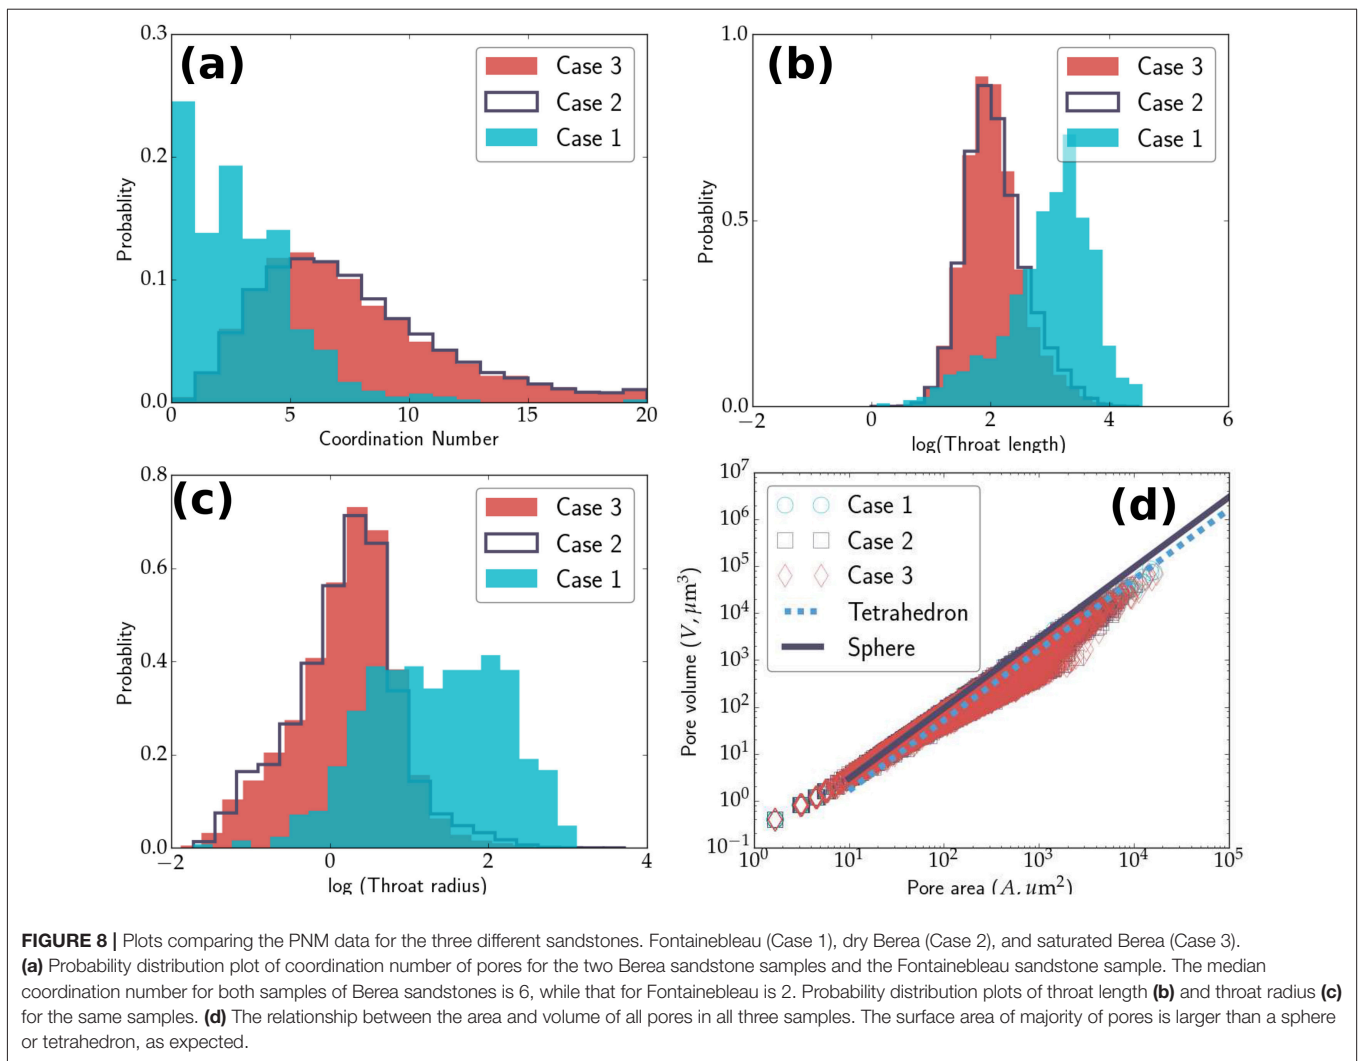 (a)
Case 3
Case 2
Case 1
0.3
0.2
0.1
0.0
Probablity
0 5 10 15 20
Coordination Number
(b)
Case 3
Case 2
Case 1
1.0
0.5
0.0
Probablity
−2 0 2 4 6
log(Throat length)
(c)
Case 3
Case 2
Case 1
0.8
0.6
0.4
0.2
0.0
Probablity
−2 0 2 4
log (Throat radius)
(d)
Case 1
Case 2
Case 3
Tetrahedron
Sphere
10⁷
10⁶
10⁵
10⁴
10³
10²
10¹
10⁰
10⁻¹
Pore volume (V, μm³)
10⁰ 10¹ 10² 10³ 10⁴ 10⁵
Pore area (A, μm²)
FIGURE 8 | Plots comparing the PNM data for the three different sandstones. Fontainebleau (Case 1), dry Berea (Case 2), and saturated Berea (Case 3).
(a) Probability distribution plot of coordination number of pores for the two Berea sandstone samples and the Fontainebleau sandstone sample. The median
coordination number for both samples of Berea sandstones is 6, while that for Fontainebleau is 2. Probability distribution plots of throat length (b) and throat radius (c)
for the same samples. (d) The relationship between the area and volume of all pores in all three samples. The surface area of majority of pores is larger than a sphere
or tetrahedron, as expected.